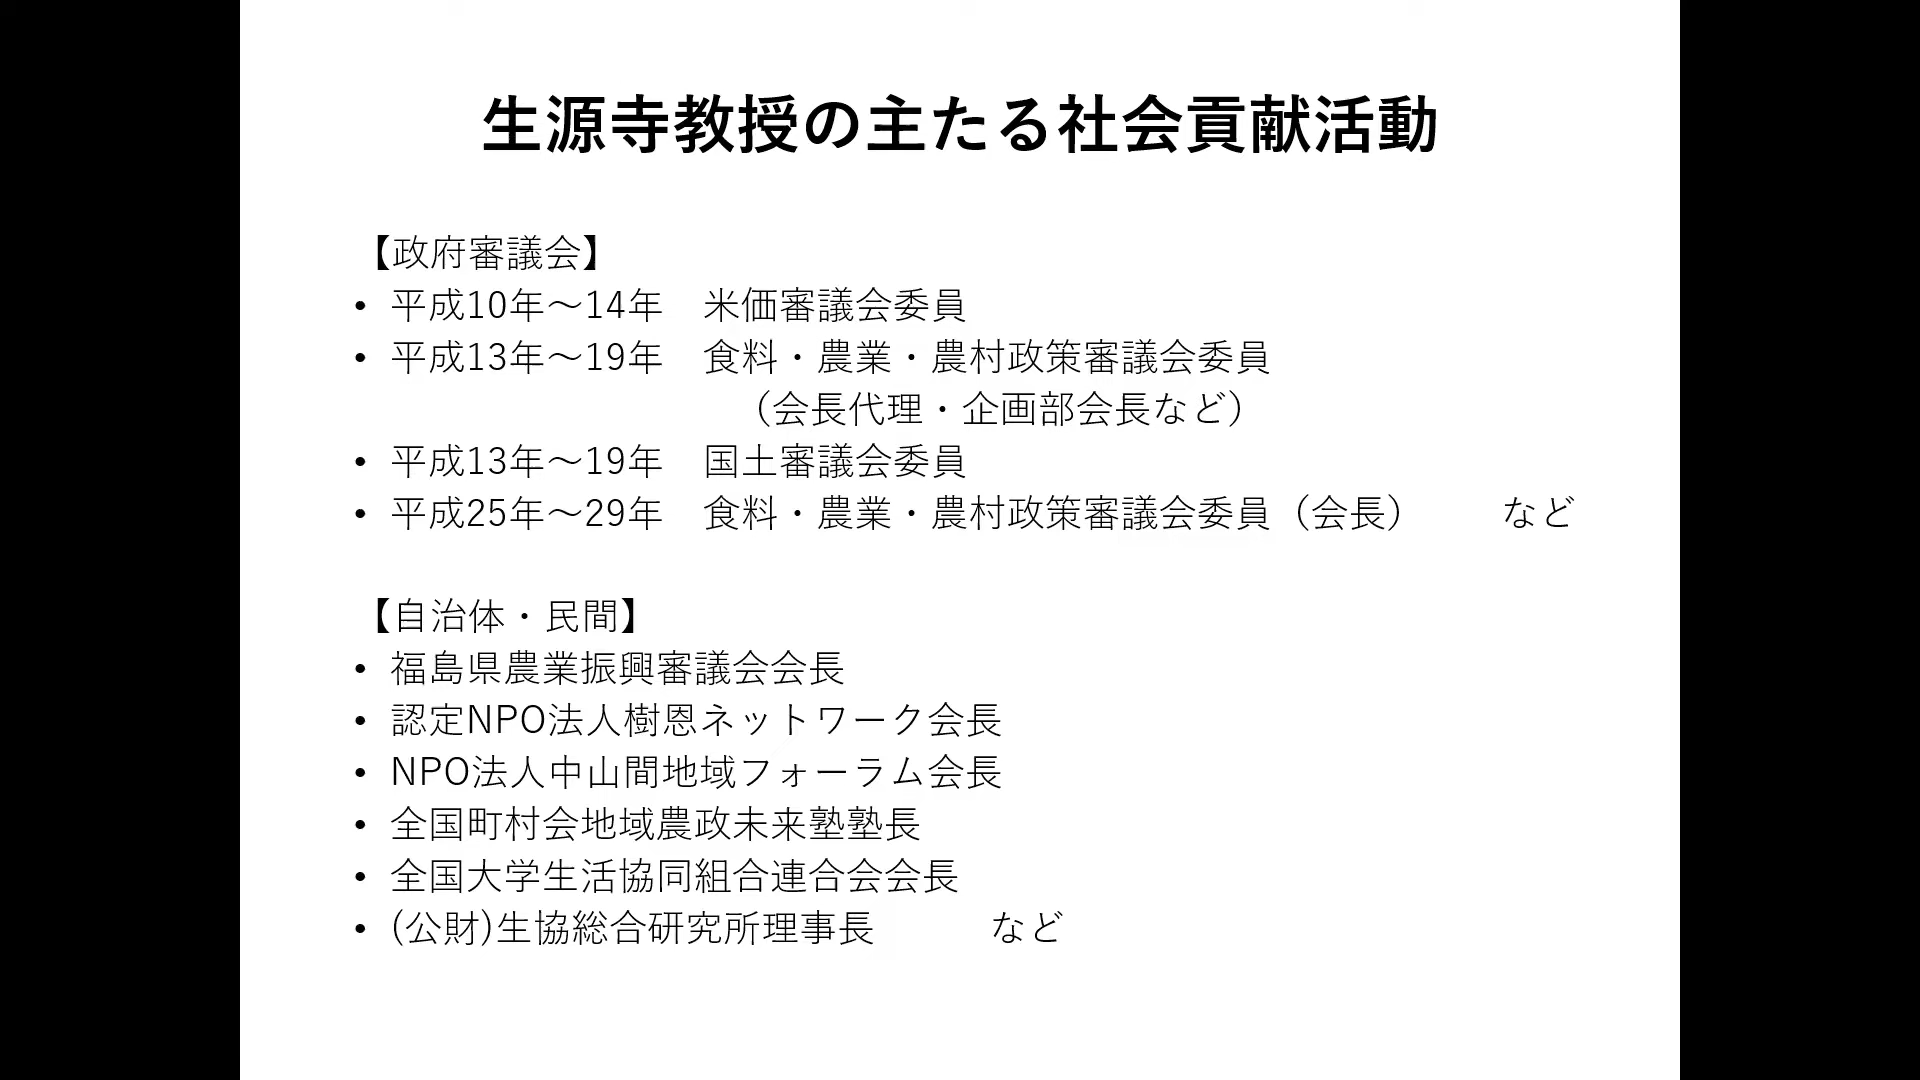 生源寺教授の主たる社会貢献活動
【政府審議会】
• 平成10年～14年　米価審議会委員
• 平成13年～19年　食料・農業・農村政策審議会委員
（会長代理・企画部会長など）
• 平成13年～19年　国土審議会委員
• 平成25年～29年　食料・農業・農村政策審議会委員（会長）　　など
【自治体・民間】
• 福島県農業振興審議会会長
• 認定NPO法人樹恩ネットワーク会長
• NPO法人中山間地域フォーラム会長
• 全国町村会地域農政未来塾塾長
• 全国大学生活協同組合連合会会長
• (公財)生協総合研究所理事長　　　など